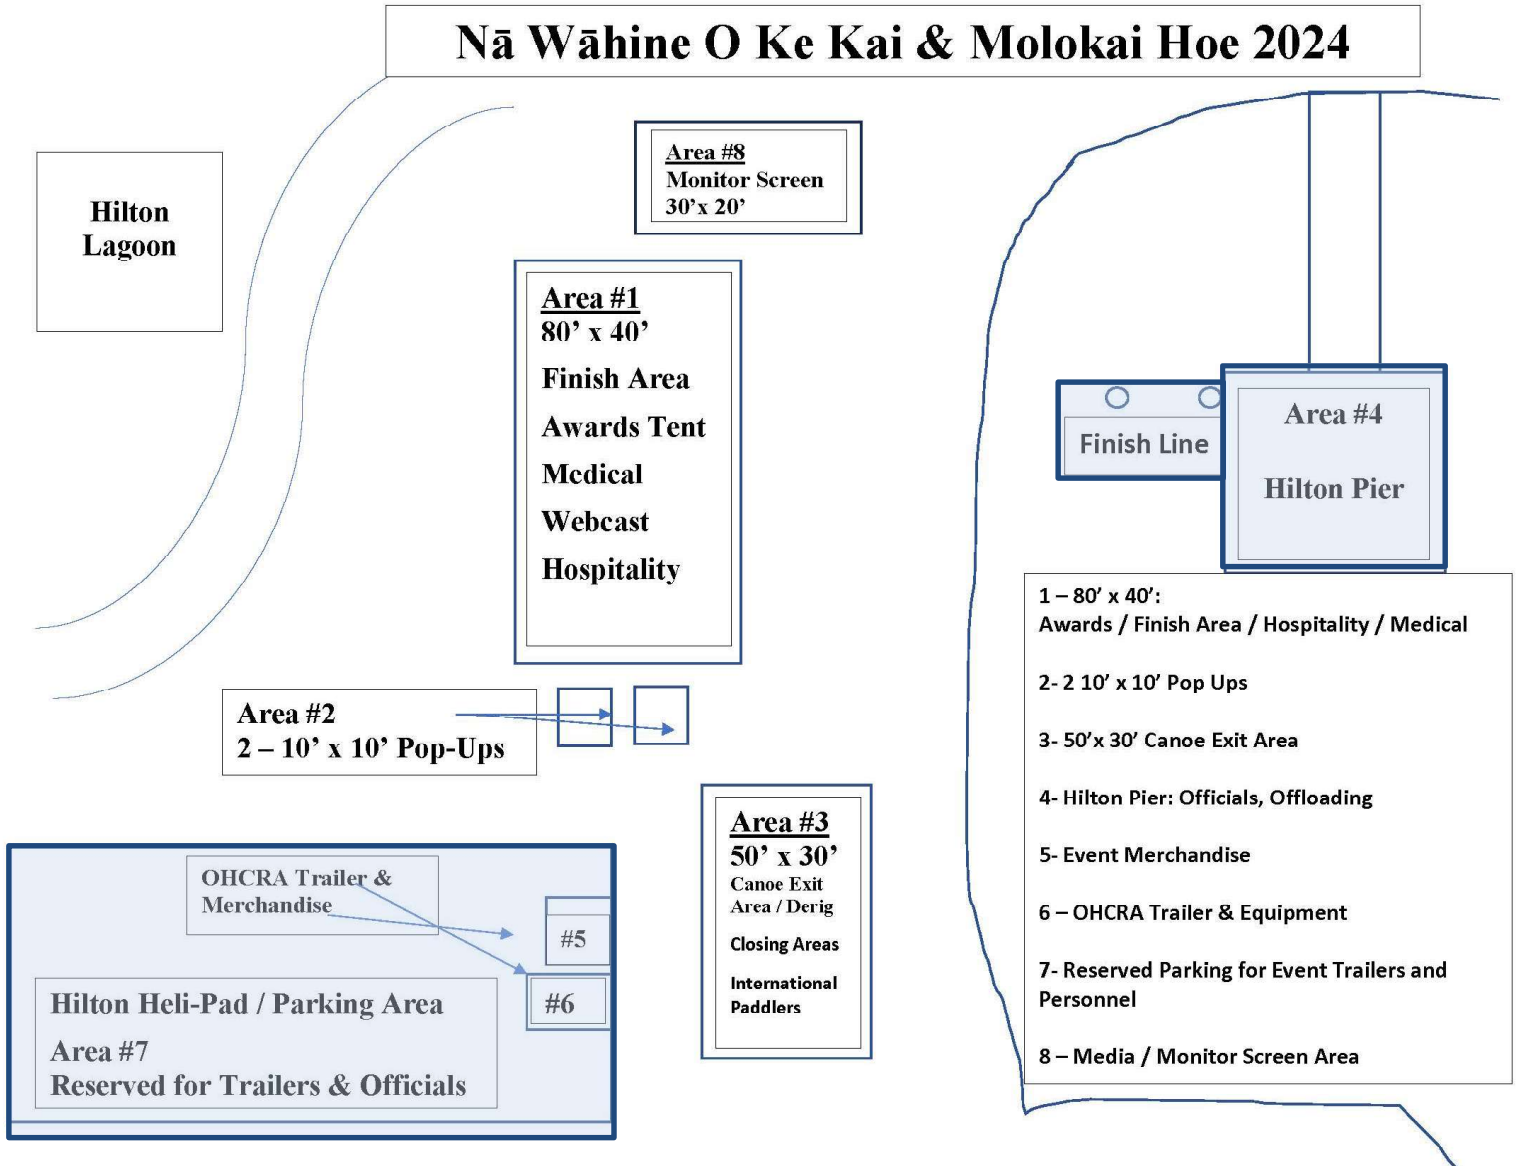 Nā Wāhine O Ke Kai & Molokai Hoe 2024
Hilton
Lagoon
Area #8
Monitor Screen
30’x 20’
Area #1
80’ x 40’
Finish Area
Awards Tent
Medical
Webcast
Hospitality
Finish Line
Area #4
Hilton Pier
Area #2
2 – 10’ x 10’ Pop-Ups
Area #3
50’ x 30’
Canoe Exit
Area / Derig
Closing Areas
International
Paddlers
OHCRA Trailer &
Merchandise
#5
#6
Hilton Heli-Pad / Parking Area
Area #7
Reserved for Trailers & Officials
1 – 80’ x 40’:
Awards / Finish Area / Hospitality / Medical
2- 2 10’ x 10’ Pop Ups
3- 50’x 30’ Canoe Exit Area
4- Hilton Pier: Officials, Offloading
5- Event Merchandise
6 – OHCRA Trailer & Equipment
7- Reserved Parking for Event Trailers and
Personnel
8 – Media / Monitor Screen Area